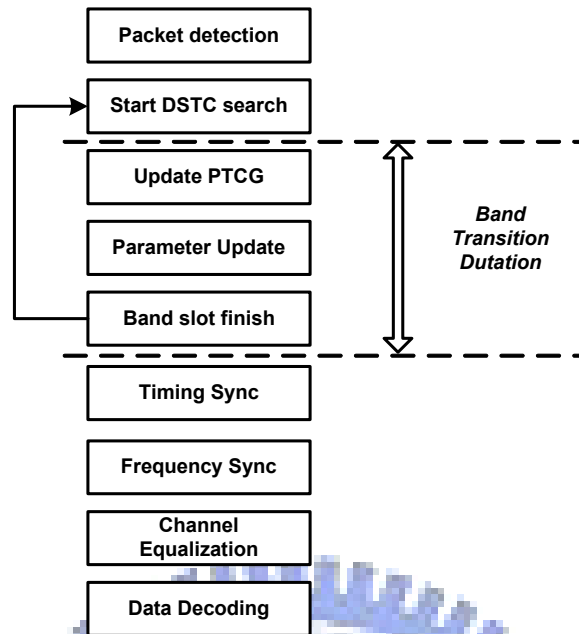 Packet detection
Start DSTC search
Update PTCG
Parameter Update
Band slot finish
Band
Transition
Dutation
Timing Sync
Frequency Sync
Channel
Equalization
Data Decoding